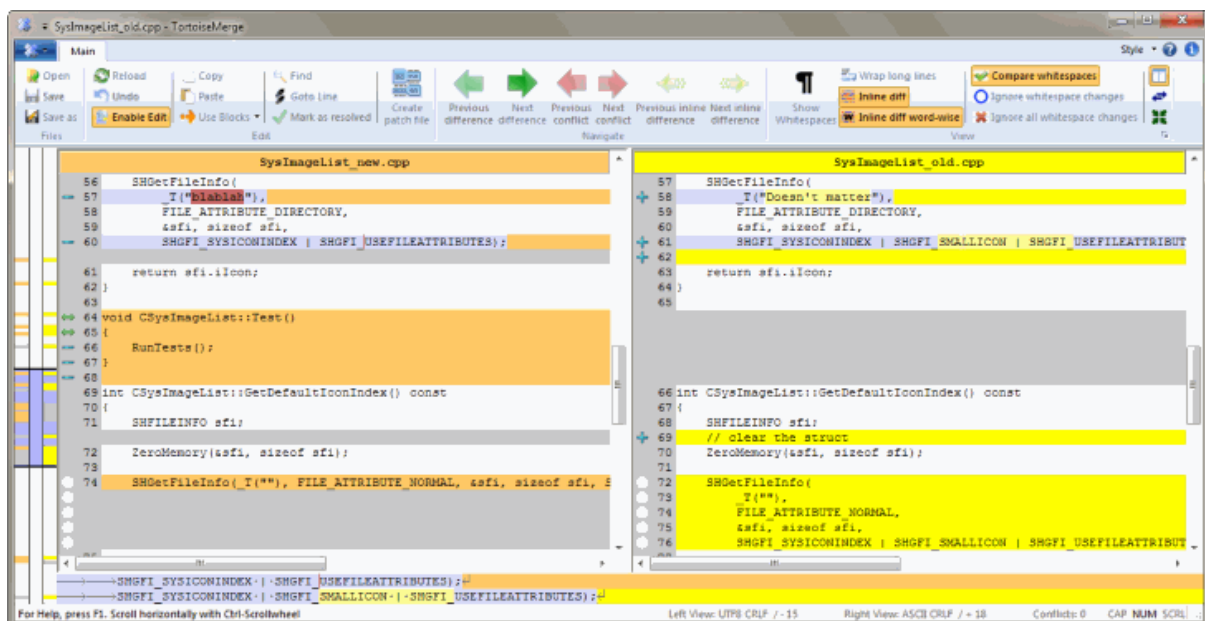 SysImageList_old.cpp - TortoiseMerge
Main
Style
Open
Save
Save as
Files
Reload
Undo
Enable Edit
Copy
Paste
Use Blocks
Find
Goto Line
Mark as resolved
Edit
Create patch file
Previous difference
Next difference
Previous conflict
Next conflict
Previous inline difference
Next inline difference
Navigate
Show Whitespaces
Wrap long lines
Inline diff
Inline diff word-wise
Compare whitespaces
Ignore whitespace changes
Ignore all whitespace changes
View
SysImageList_new.cpp
56 SHGetFileInfo(
57 _T("blablah"),
58 FILE_ATTRIBUTE_DIRECTORY,
59 &sfi, sizeof sfi,
60 SHGFI_SYSICONINDEX | SHGFI_USEFILEATTRIBUTES);
61 return sfi.iIcon;
62 }
63
64 void CSysImageList::Test()
65 {
66 RunTests();
67 }
68
69 int CSysImageList::GetDefaultIconIndex() const
70 {
71 SHFILEINFO sfi;
72 ZeroMemory(&sfi, sizeof sfi);
73
74 SHGetFileInfo(_T(""), FILE_ATTRIBUTE_NORMAL, &sfi, sizeof sfi, S
SysImageList_old.cpp
57 SHGetFileInfo(
58 _T("Doesn't matter"),
59 FILE_ATTRIBUTE_DIRECTORY,
60 &sfi, sizeof sfi,
61 SHGFI_SYSICONINDEX | SHGFI_SMALLICON | SHGFI_USEFILEATTRIBUT
62
63 return sfi.iIcon;
64 }
65
66 int CSysImageList::GetDefaultIconIndex() const
67 {
68 SHFILEINFO sfi;
69 // clear the struct
70 ZeroMemory(&sfi, sizeof sfi);
71
72 SHGetFileInfo(
73 _T(""),
74 FILE_ATTRIBUTE_NORMAL,
75 &sfi, sizeof sfi,
76 SHGFI_SYSICONINDEX | SHGFI_SMALLICON | SHGFI_USEFILEATTRIBUT
SHGFI_SYSICONINDEX·|·SHGFI_USEFILEATTRIBUTES);
SHGFI_SYSICONINDEX·|·SHGFI_SMALLICON·|·SHGFI_USEFILEATTRIBUTES);
For Help, press F1. Scroll horizontally with Ctrl-Scrollwheel
Left View: UTF8 CRLF / - 15
Right View: ASCII CRLF / + 18
Conflicts: 0
CAP NUM SCRL